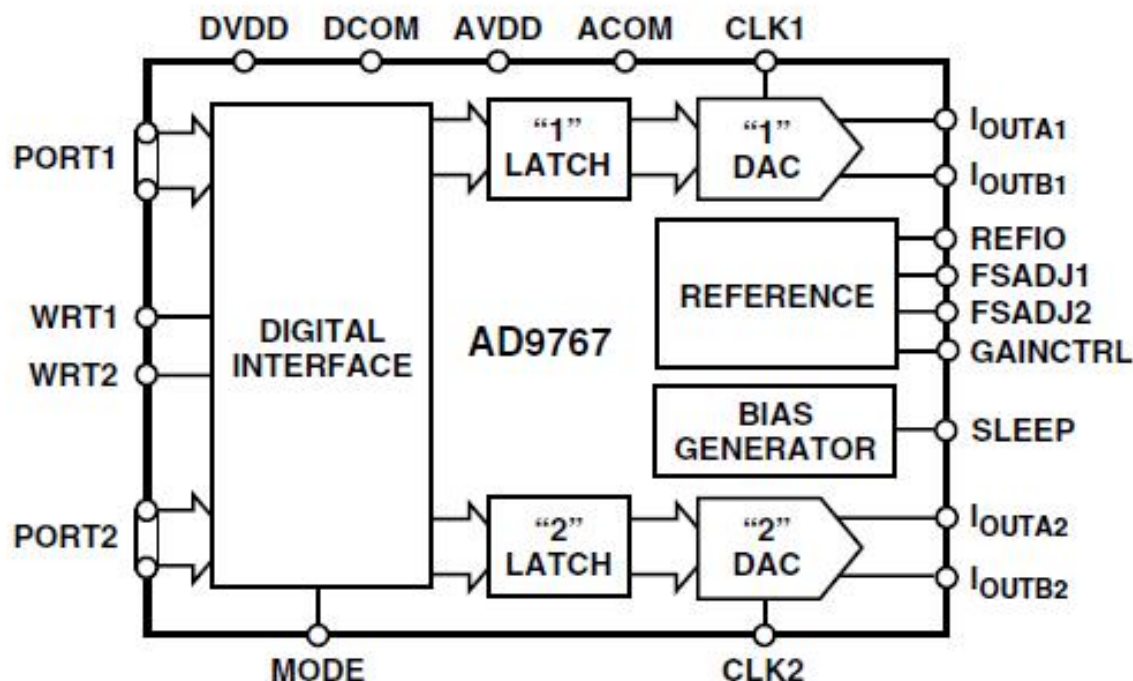 DVDD DCOM AVDD ACOM CLK1
PORT1
“1”
LATCH
“1”
DAC
IOUTA1
IOUTB1
REFIO
FSADJ1
FSADJ2
GAINCTRL
REFERENCE
WRT1
WRT2
DIGITAL
INTERFACE
AD9767
BIAS
GENERATOR
SLEEP
PORT2
“2”
LATCH
“2”
DAC
IOUTA2
IOUTB2
MODE
CLK2